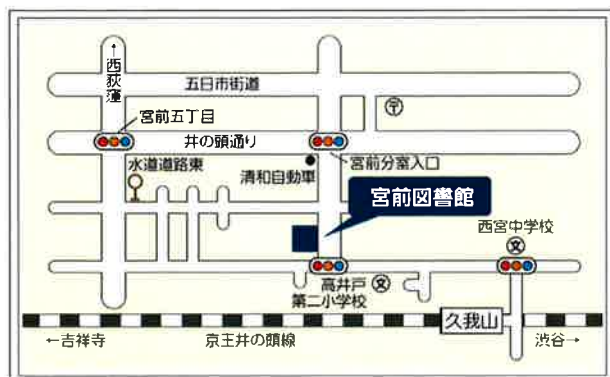 ↑西荻窪
五日市街道
宮前五丁目
〒
井の頭通り
水道道路東
清和自動車
宮前分室入口
宮前図書館
西宮中学校
文
高井戸
第二小学校
文
久我山
←吉祥寺
京王井の頭線
渋谷→